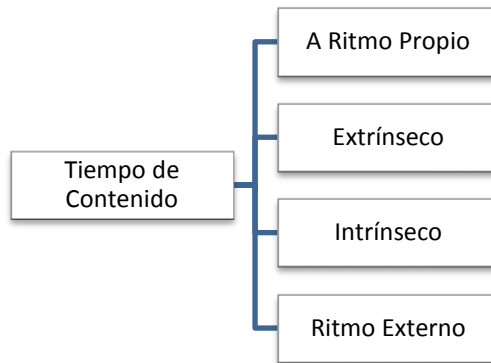 A Ritmo Propio
Extrínseco
Tiempo de
Contenido
Intrínseco
Ritmo Externo